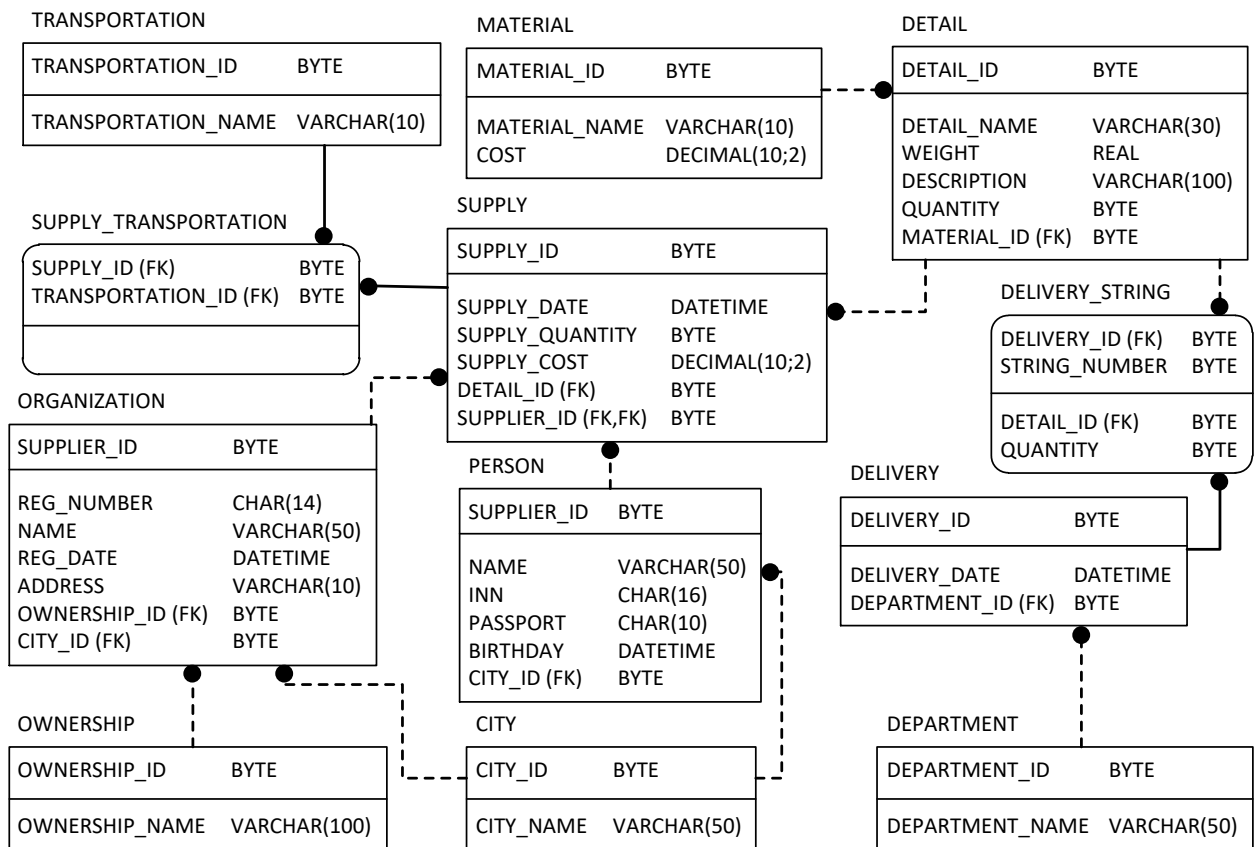 TRANSPORTATION
TRANSPORTATION_ID BYTE
TRANSPORTATION_NAME VARCHAR(10)
MATERIAL
MATERIAL_ID BYTE
MATERIAL_NAME VARCHAR(10)
COST DECIMAL(10;2)
DETAIL
DETAIL_ID BYTE
DETAIL_NAME VARCHAR(30)
WEIGHT REAL
DESCRIPTION VARCHAR(100)
QUANTITY BYTE
MATERIAL_ID (FK) BYTE
SUPPLY_TRANSPORTATION
SUPPLY_ID (FK) BYTE
TRANSPORTATION_ID (FK) BYTE
SUPPLY
SUPPLY_ID BYTE
SUPPLY_DATE DATETIME
SUPPLY_QUANTITY BYTE
SUPPLY_COST DECIMAL(10;2)
DETAIL_ID (FK) BYTE
SUPPLIER_ID (FK,FK) BYTE
DELIVERY_STRING
DELIVERY_ID (FK) BYTE
STRING_NUMBER BYTE
DETAIL_ID (FK) BYTE
QUANTITY BYTE
ORGANIZATION
SUPPLIER_ID BYTE
REG_NUMBER CHAR(14)
NAME VARCHAR(50)
REG_DATE DATETIME
ADDRESS VARCHAR(10)
OWNERSHIP_ID (FK) BYTE
CITY_ID (FK) BYTE
PERSON
SUPPLIER_ID BYTE
NAME VARCHAR(50)
INN CHAR(16)
PASSPORT CHAR(10)
BIRTHDAY DATETIME
CITY_ID (FK) BYTE
DELIVERY
DELIVERY_ID BYTE
DELIVERY_DATE DATETIME
DEPARTMENT_ID (FK) BYTE
OWNERSHIP
OWNERSHIP_ID BYTE
OWNERSHIP_NAME VARCHAR(100)
CITY
CITY_ID BYTE
CITY_NAME VARCHAR(50)
DEPARTMENT
DEPARTMENT_ID BYTE
DEPARTMENT_NAME VARCHAR(50)